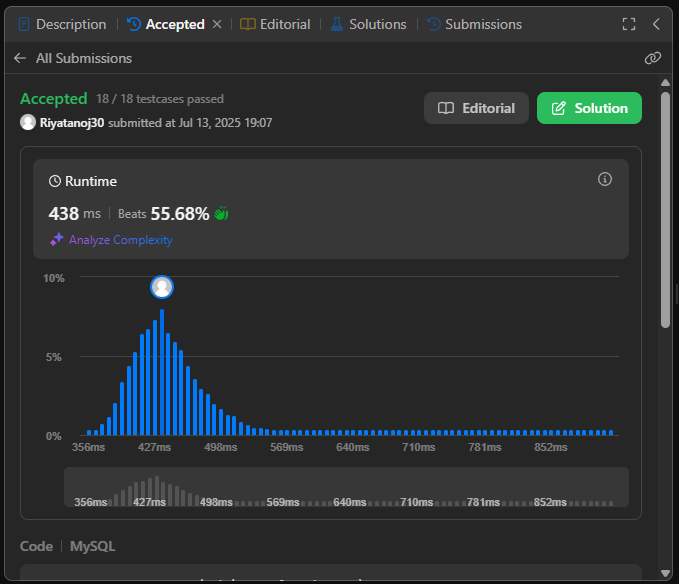 Description Accepted Editorial Solutions Submissions
All Submissions
Accepted 18 / 18 testcases passed
Riyatanoj30 submitted at Jul 13, 2025 19:07
Editorial Solution
Runtime
438 ms Beats 55.68%
Analyze Complexity
10%
5%
0%
356ms 427ms 498ms 569ms 640ms 710ms 781ms 852ms
356ms 427ms 498ms 569ms 640ms 710ms 781ms 852ms
Code MySQL